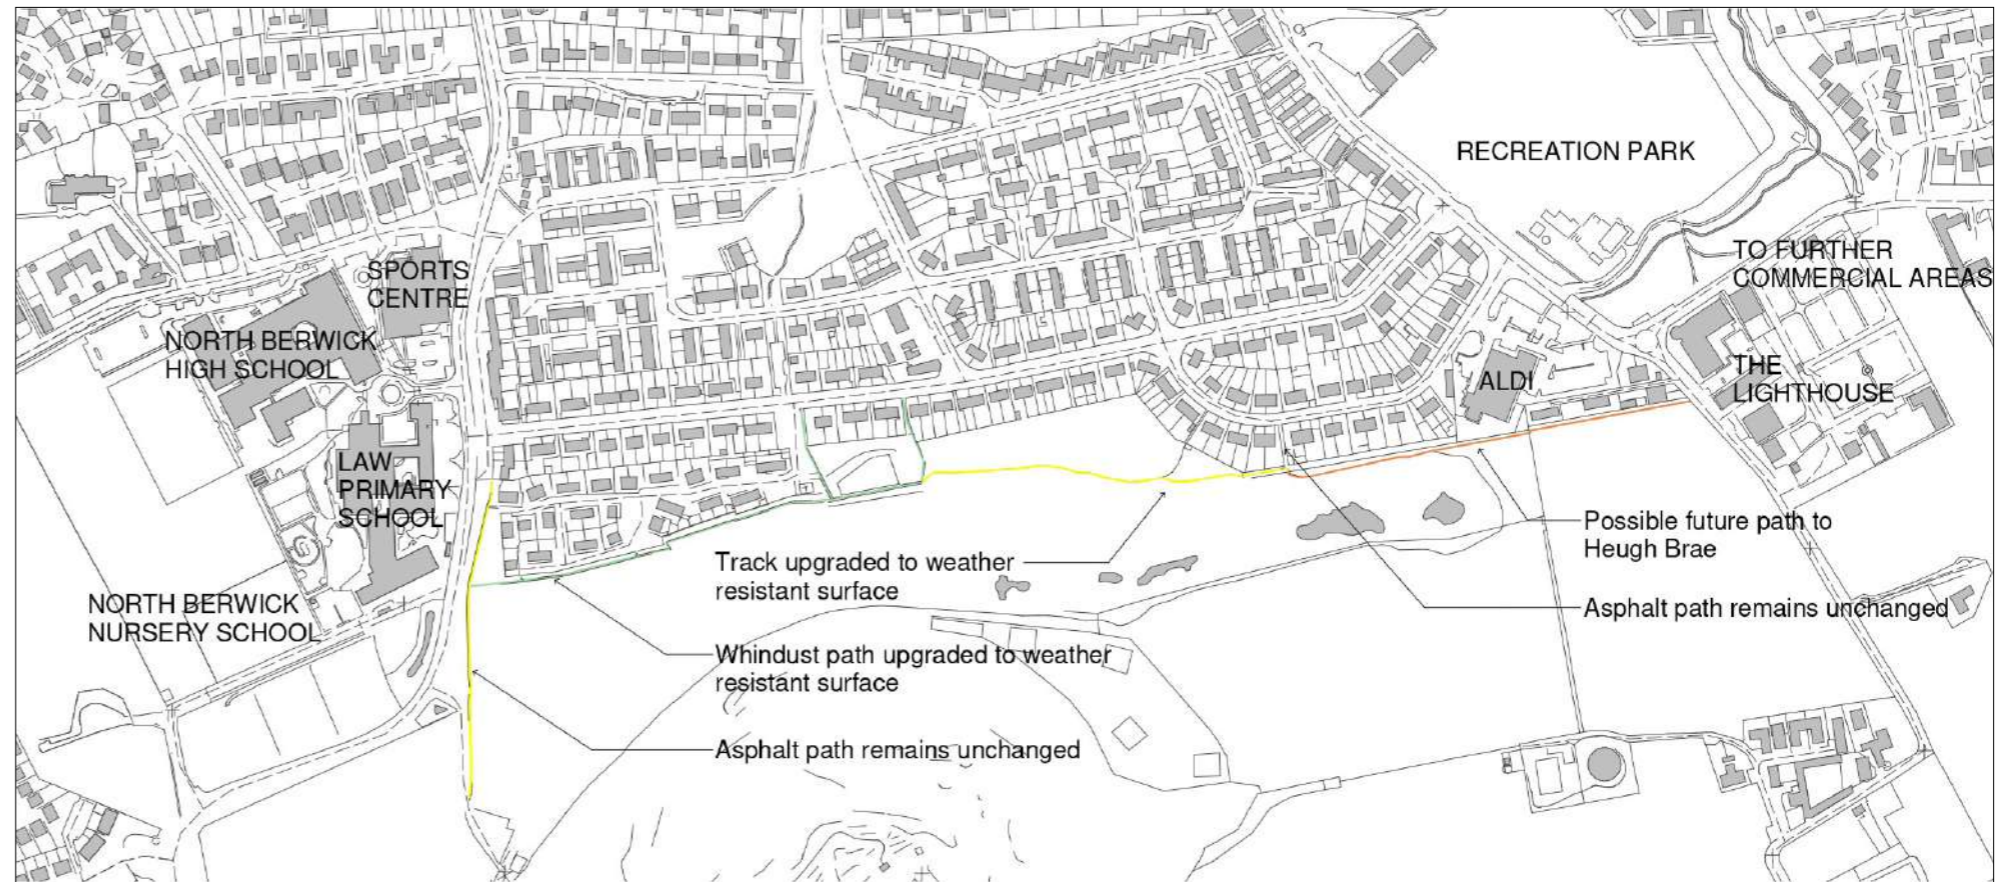 RECREATION PARK
TO FURTHER
COMMERCIAL AREAS
SPORTS
CENTRE
NORTH BERWICK
HIGH SCHOOL
ALDI
THE
LIGHTHOUSE
LAW
PRIMARY
SCHOOL
Possible future path to
Heugh Brae
Track upgraded to weather
resistant surface
NORTH BERWICK
NURSERY SCHOOL
Asphalt path remains unchanged
Whindust path upgraded to weather
resistant surface
Asphalt path remains unchanged